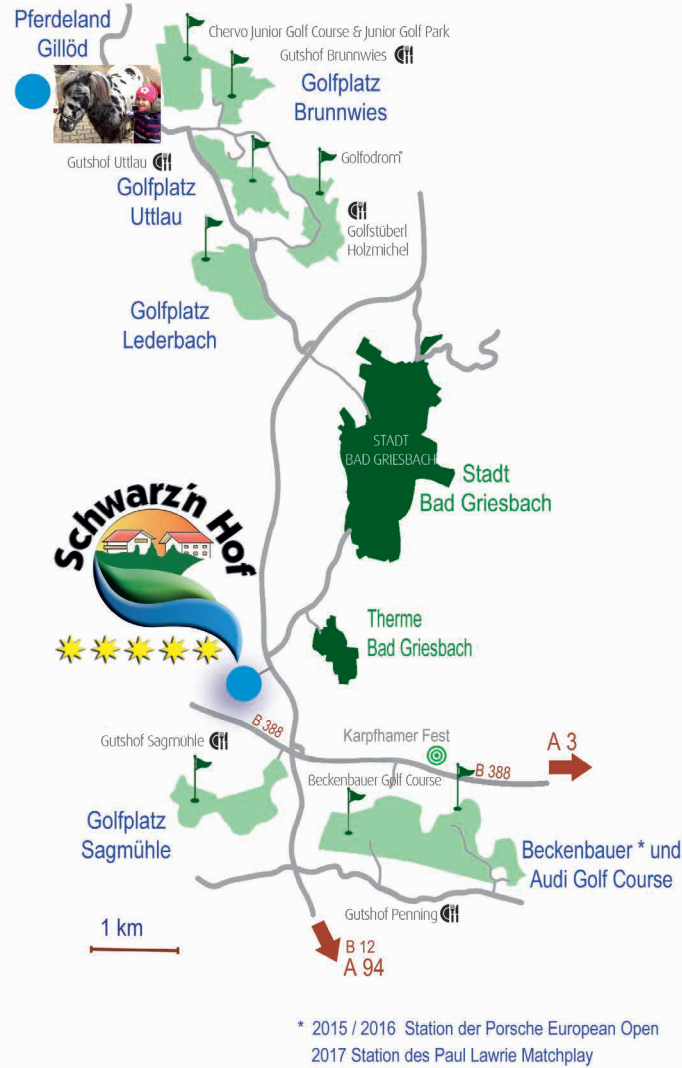 Pferdeland
Gillöd
Chervo Junior Golf Course & Junior Golf Park
Gutshof Brunnwies
Golfplatz
Brunnwies
Gutshof Uttlau
Golfplatz
Uttlau
Golfodrom*
Golfstüberl
Holzmichel
Golfplatz
Lederbach
STADT
BAD GRIESBACH
Stadt
Bad Griesbach
Schwarz'n Hof
Therme
Bad Griesbach
B 388
Gutshof Sagmühle
Karpfhamer Fest
A 3
B 388
Beckenbauer Golf Course
Golfplatz
Sagmühle
Beckenbauer * und
Audi Golf Course
Gutshof Penning
1 km
B 12
A 94
* 2015 / 2016 Station der Porsche European Open
2017 Station des Paul Lawrie Matchplay